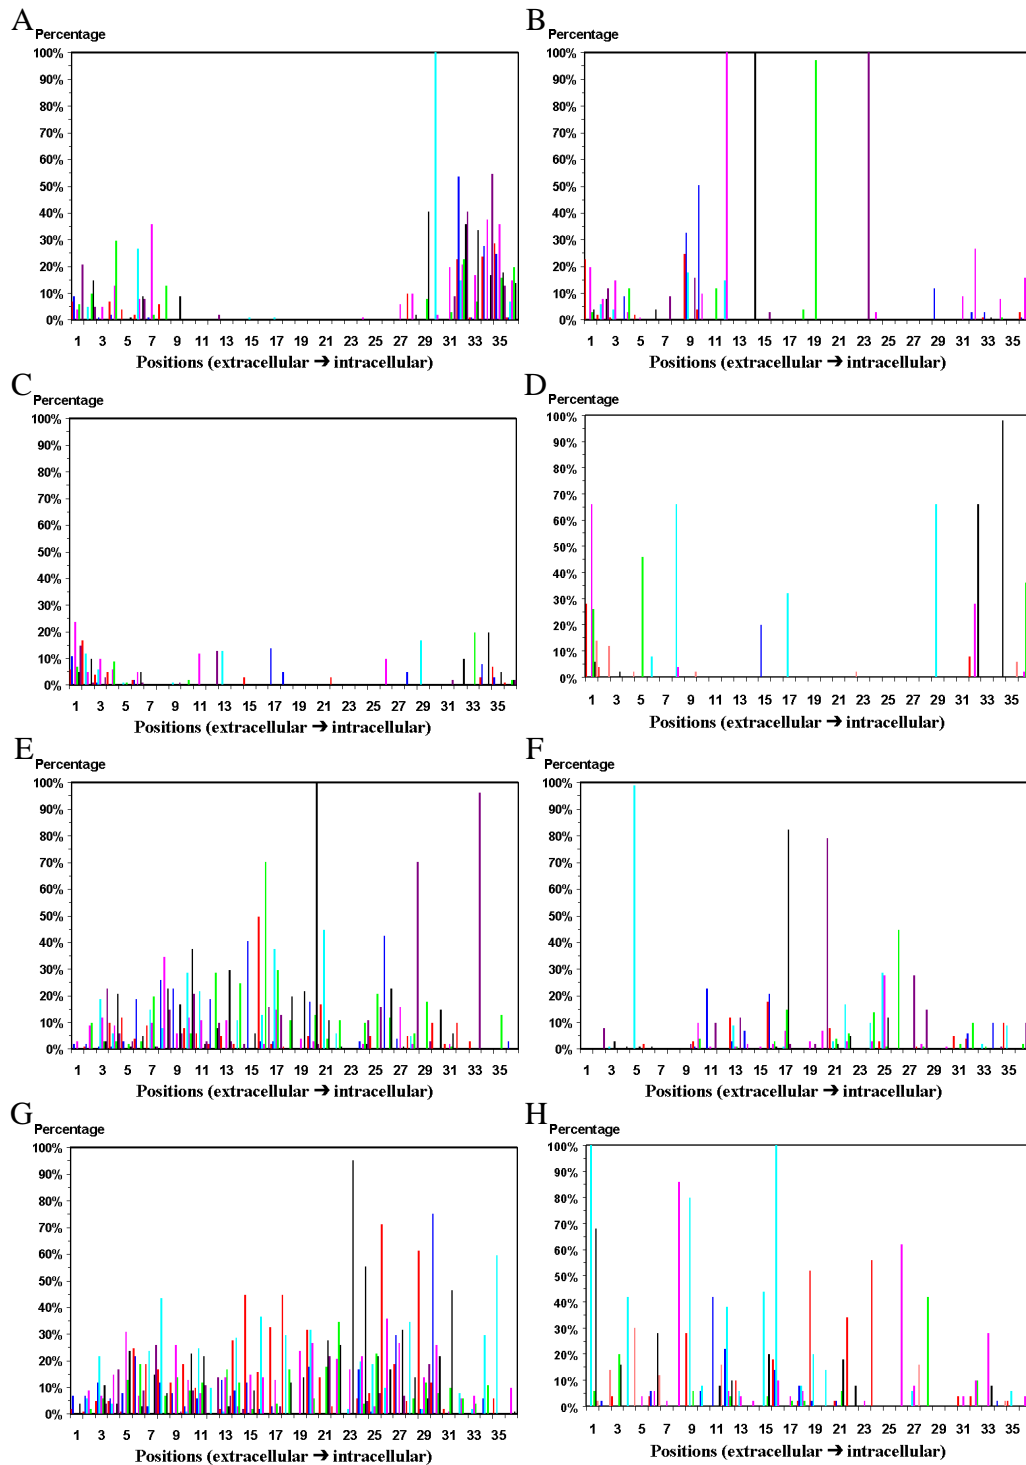 A
Percentage
100%
90%
80%
70%
60%
50%
40%
30%
20%
10%
0%
1 3 5 7 9 11 13 15 17 19 21 23 25 27 29 31 33 35
Positions (extracellular ➔ intracellular)
B
Percentage
100%
90%
80%
70%
60%
50%
40%
30%
20%
10%
0%
1 3 5 7 9 11 13 15 17 19 21 23 25 27 29 31 33 35
Positions (extracellular ➔ intracellular)
C
Percentage
100%
90%
80%
70%
60%
50%
40%
30%
20%
10%
0%
1 3 5 7 9 11 13 15 17 19 21 23 25 27 29 31 33 35
Positions (extracellular ➔ intracellular)
D
Percentage
100%
90%
80%
70%
60%
50%
40%
30%
20%
10%
0%
1 3 5 7 9 11 13 15 17 19 21 23 25 27 29 31 33 35
Positions (extracellular ➔ intracellular)
E
Percentage
100%
90%
80%
70%
60%
50%
40%
30%
20%
10%
0%
1 3 5 7 9 11 13 15 17 19 21 23 25 27 29 31 33 35
Positions (extracellular ➔ intracellular)
F
Percentage
100%
90%
80%
70%
60%
50%
40%
30%
20%
10%
0%
1 3 5 7 9 11 13 15 17 19 21 23 25 27 29 31 33 35
Positions (extracellular ➔ intracellular)
G
Percentage
100%
90%
80%
70%
60%
50%
40%
30%
20%
10%
0%
1 3 5 7 9 11 13 15 17 19 21 23 25 27 29 31 33 35
Positions (extracellular ➔ intracellular)
H
Percentage
100%
90%
80%
70%
60%
50%
40%
30%
20%
10%
0%
1 3 5 7 9 11 13 15 17 19 21 23 25 27 29 31 33 35
Positions (extracellular ➔ intracellular)